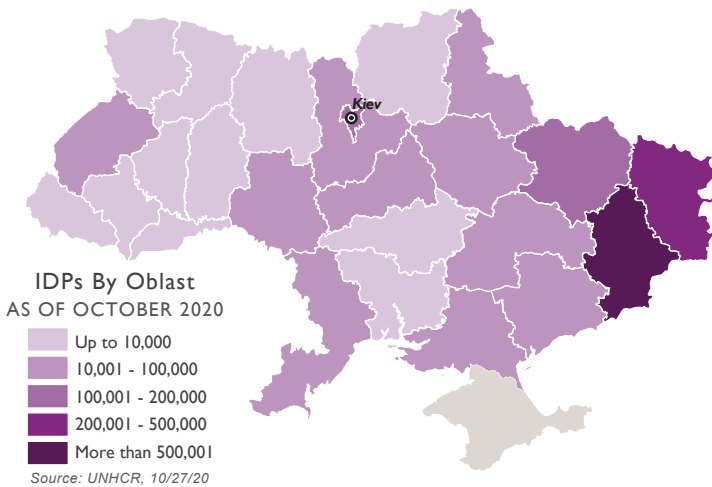 Kiev
IDPs By Oblast
AS OF OCTOBER 2020
Up to 10,000
10,001 - 100,000
100,001 - 200,000
200,001 - 500,000
More than 500,001
Source: UNHCR, 10/27/20